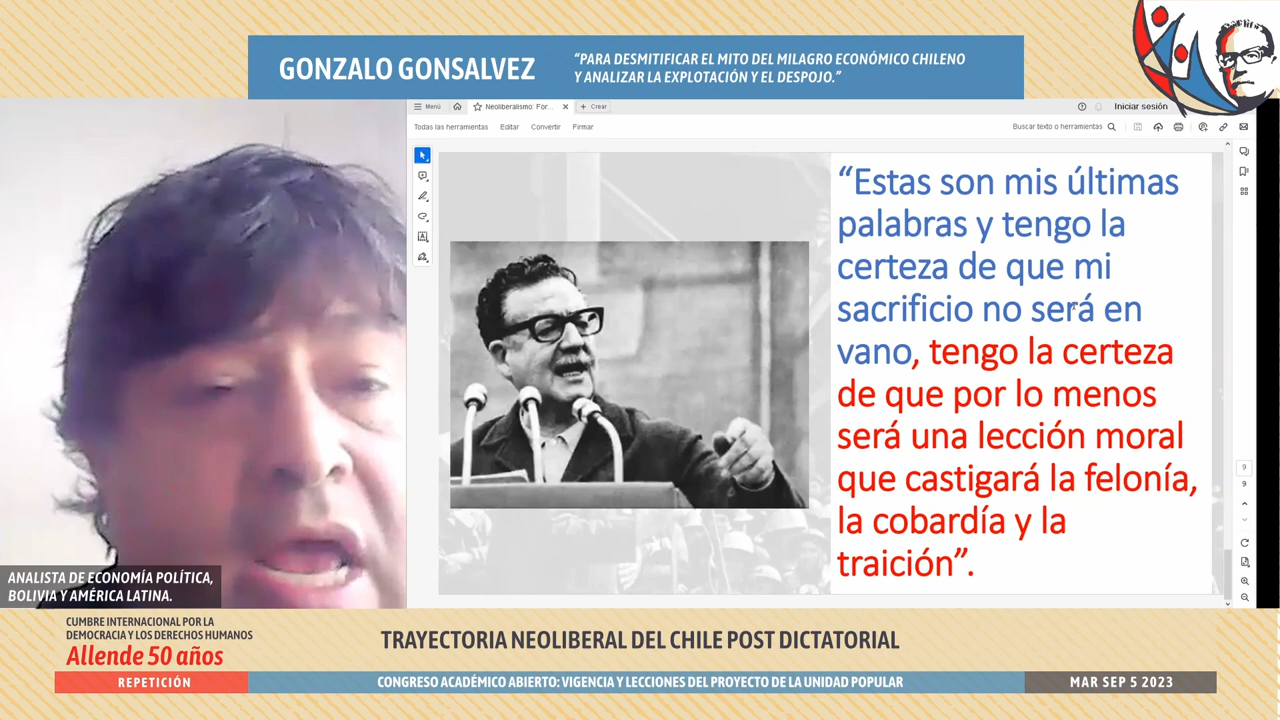 GONZALO GONSALVEZ
“PARA DESMITIFICAR EL MITO DEL MILAGRO ECONÓMICO CHILENO
Y ANALIZAR LA EXPLOTACIÓN Y EL DESPOJO.”
Menú
Neoliberalismo: For...
Crear
Iniciar sesión
Todas las herramientas
Editar
Convertir
Firmar
Buscar texto o herramientas
“Estas son mis últimas
palabras y tengo la
certeza de que mi
sacrificio no será en
vano, tengo la certeza
de que por lo menos
será una lección moral
que castigará la felonía,
la cobardía y la
traición”.
9
9
ANALISTA DE ECONOMÍA POLÍTICA,
BOLIVIA Y AMÉRICA LATINA.
CUMBRE INTERNACIONAL POR LA
DEMOCRACIA Y LOS DERECHOS HUMANOS
Allende 50 años
TRAYECTORIA NEOLIBERAL DEL CHILE POST DICTATORIAL
REPETICIÓN
CONGRESO ACADÉMICO ABIERTO: VIGENCIA Y LECCIONES DEL PROYECTO DE LA UNIDAD POPULAR
MAR SEP 5 2023